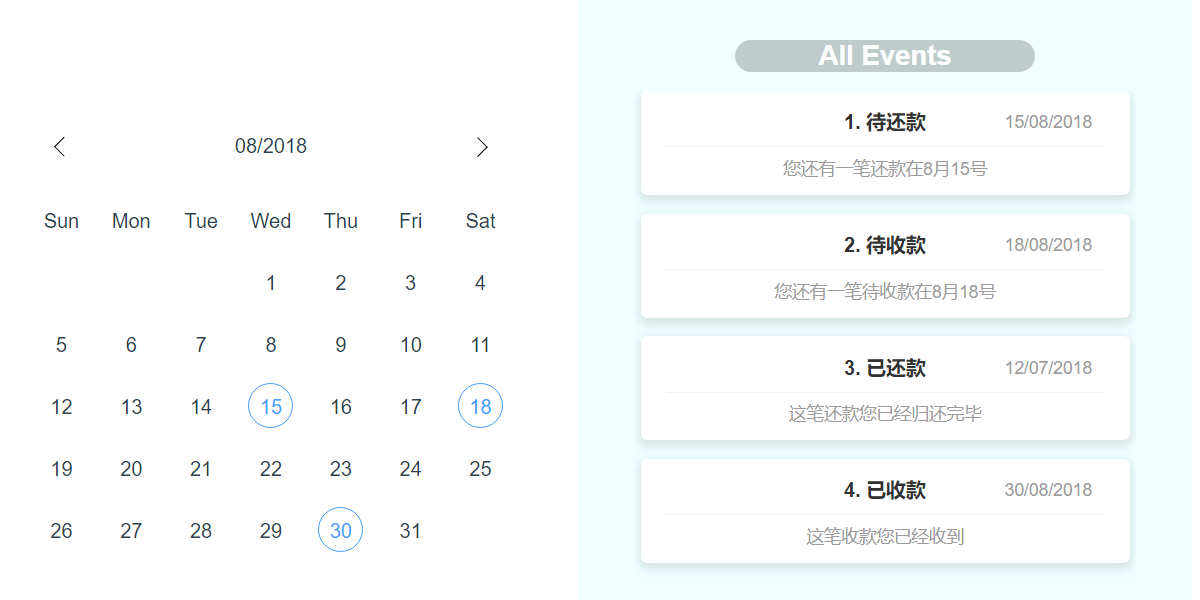 08/2018
Sun Mon Tue Wed Thu Fri Sat
1 2 3 4
5 6 7 8 9 10 11
12 13 14 15 16 17 18
19 20 21 22 23 24 25
26 27 28 29 30 31
All Events
1. 待还款 15/08/2018
您还有一笔还款在8月15号
2. 待收款 18/08/2018
您还有一笔待收款在8月18号
3. 已还款 12/07/2018
这笔还款您已经归还完毕
4. 已收款 30/08/2018
这笔收款您已经收到